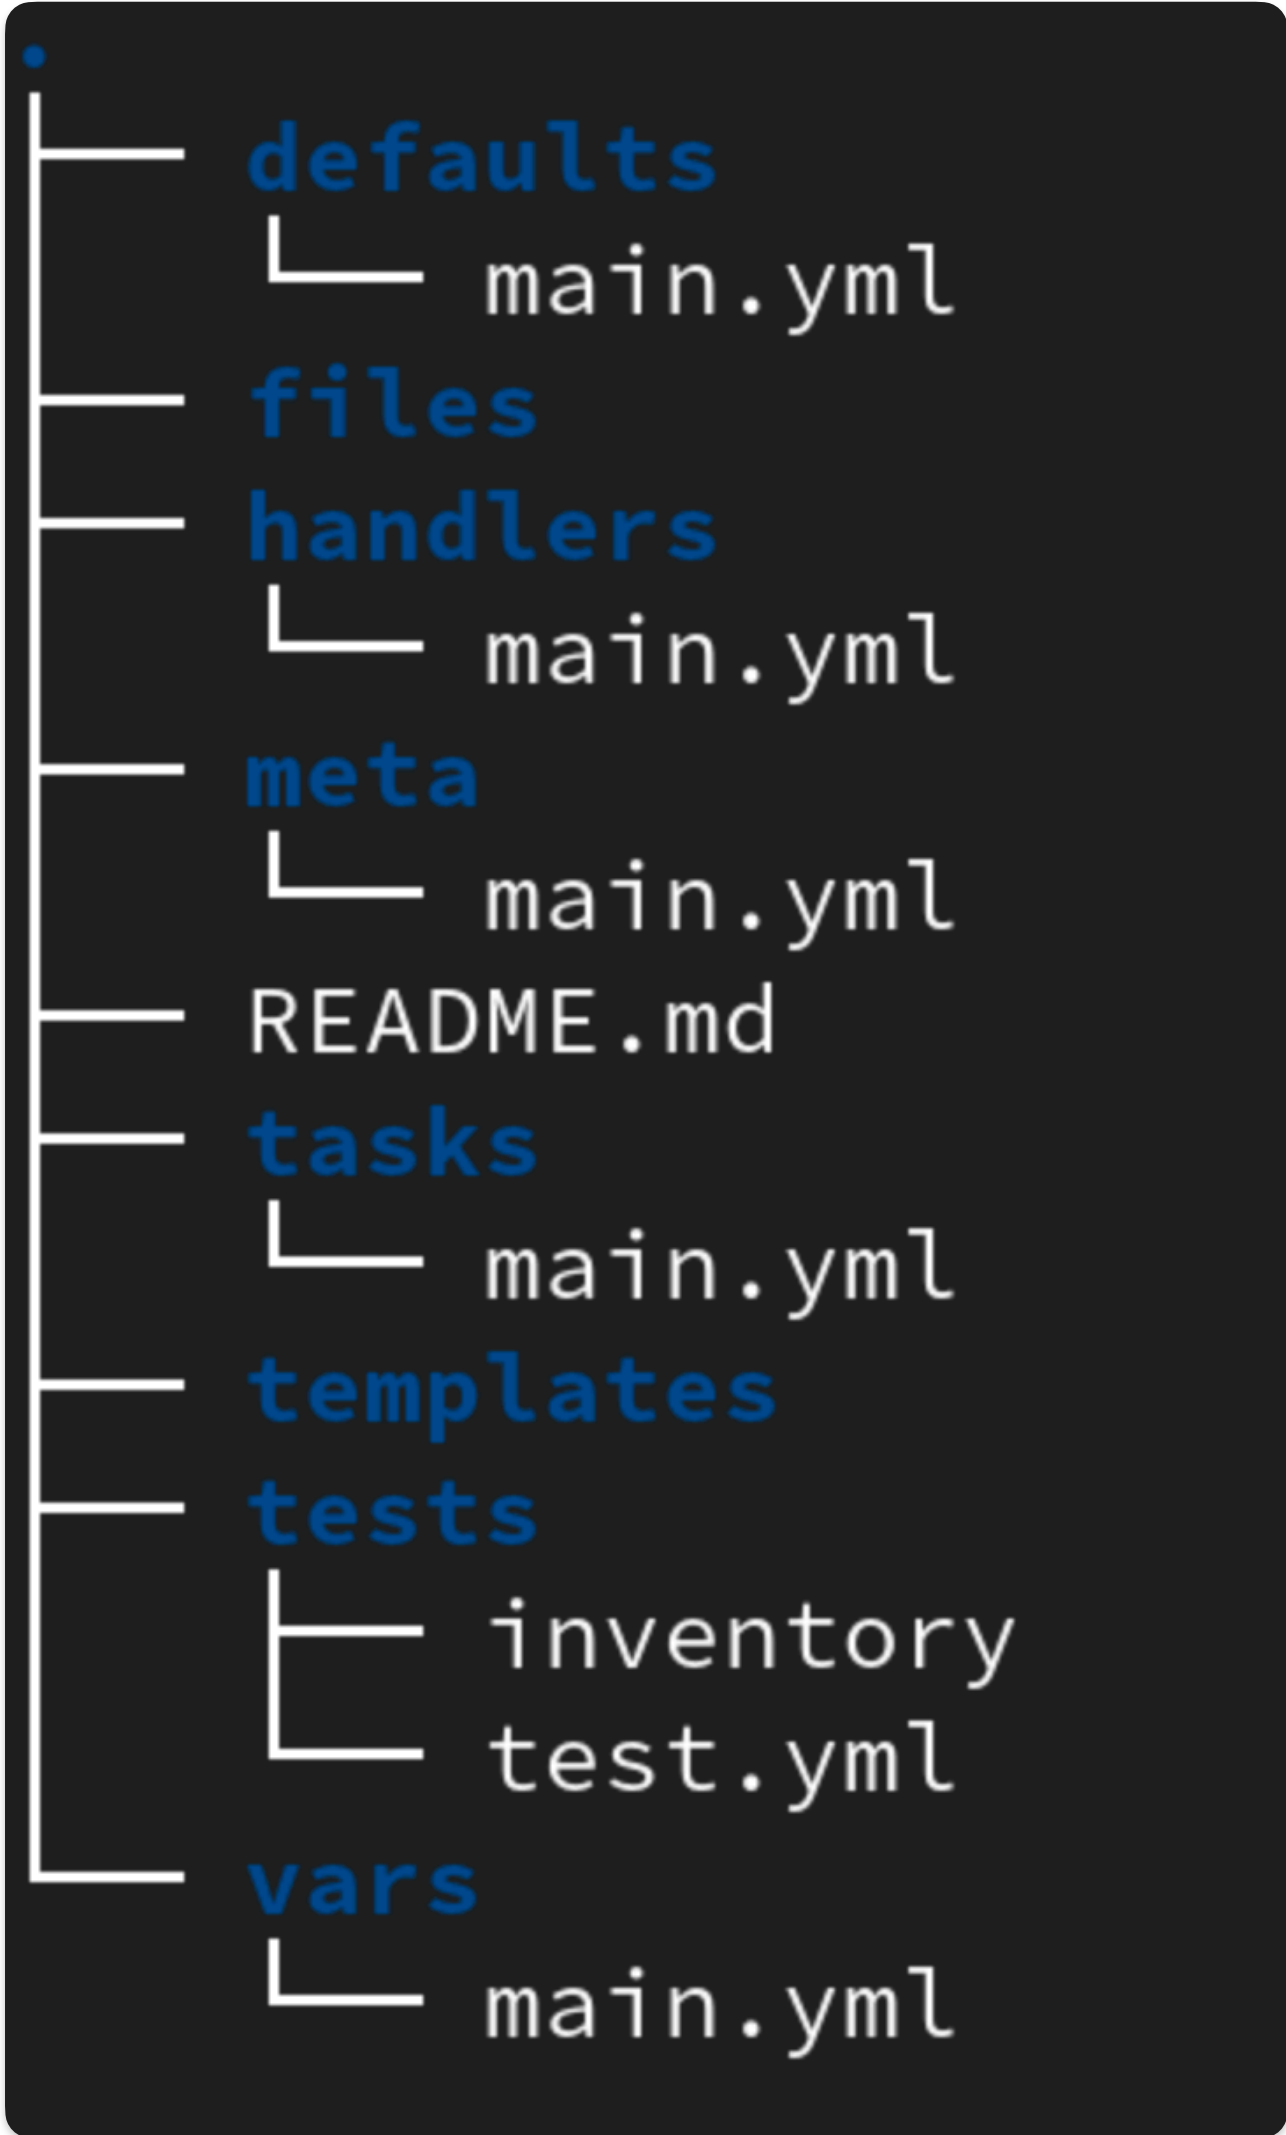 .
├── defaults
│   └── main.yml
├── files
├── handlers
│   └── main.yml
├── meta
│   └── main.yml
├── README.md
├── tasks
│   └── main.yml
├── templates
├── tests
│   ├── inventory
│   └── test.yml
└── vars
    └── main.yml